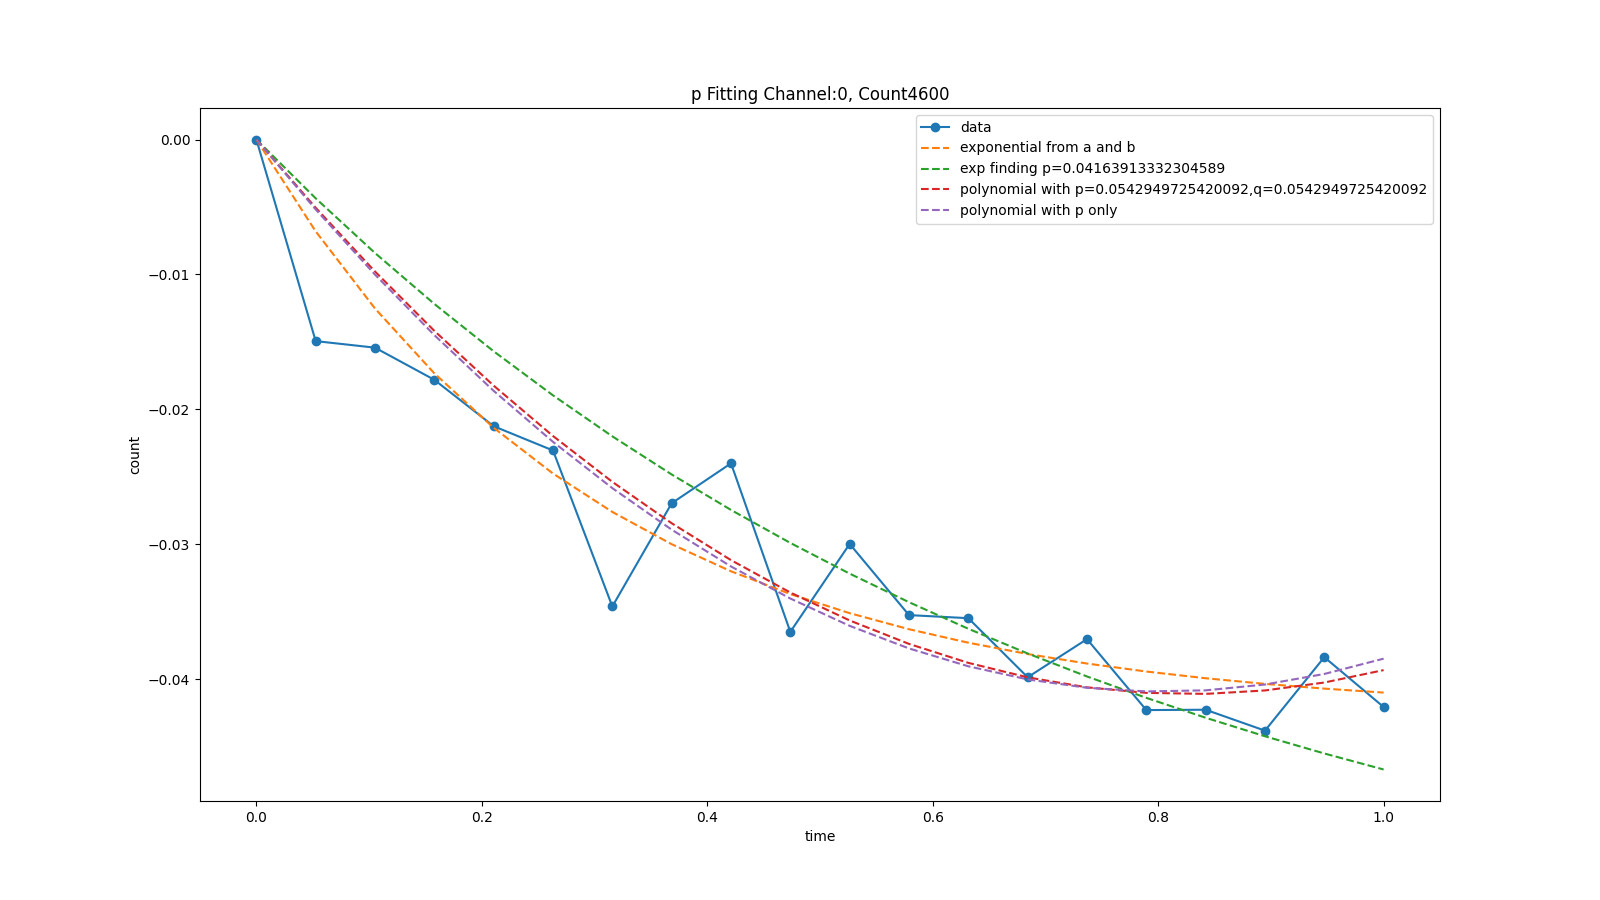 p Fitting Channel:0, Count4600
data
exponential from a and b
exp finding p=0.04163913332304589
polynomial with p=0.0542949725420092,q=0.0542949725420092
polynomial with p only
0.00
−0.01
−0.02
−0.03
−0.04
count
0.0 0.2 0.4 0.6 0.8 1.0
time